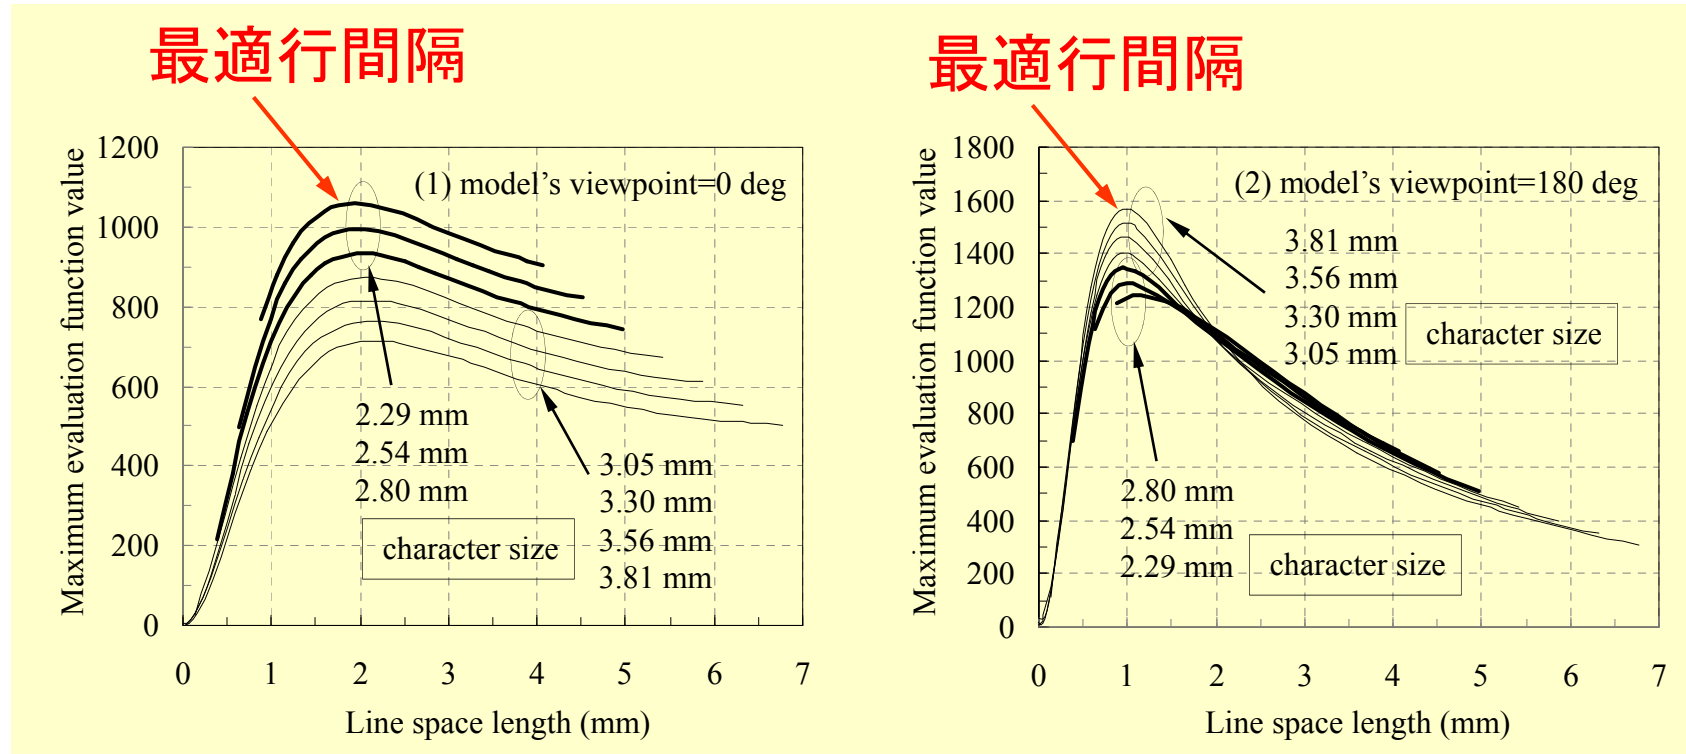 最適行間隔
Maximum evaluation function value
1200
1000
800
600
400
200
0
(1) model's viewpoint=0 deg
2.29 mm
2.54 mm
2.80 mm
character size
3.05 mm
3.30 mm
3.56 mm
3.81 mm
0 1 2 3 4 5 6 7
Line space length (mm)
最適行間隔
Maximum evaluation function value
1800
1600
1400
1200
1000
800
600
400
200
0
(2) model's viewpoint=180 deg
3.81 mm
3.56 mm
3.30 mm
3.05 mm
character size
2.80 mm
2.54 mm
2.29 mm
character size
0 1 2 3 4 5 6 7
Line space length (mm)